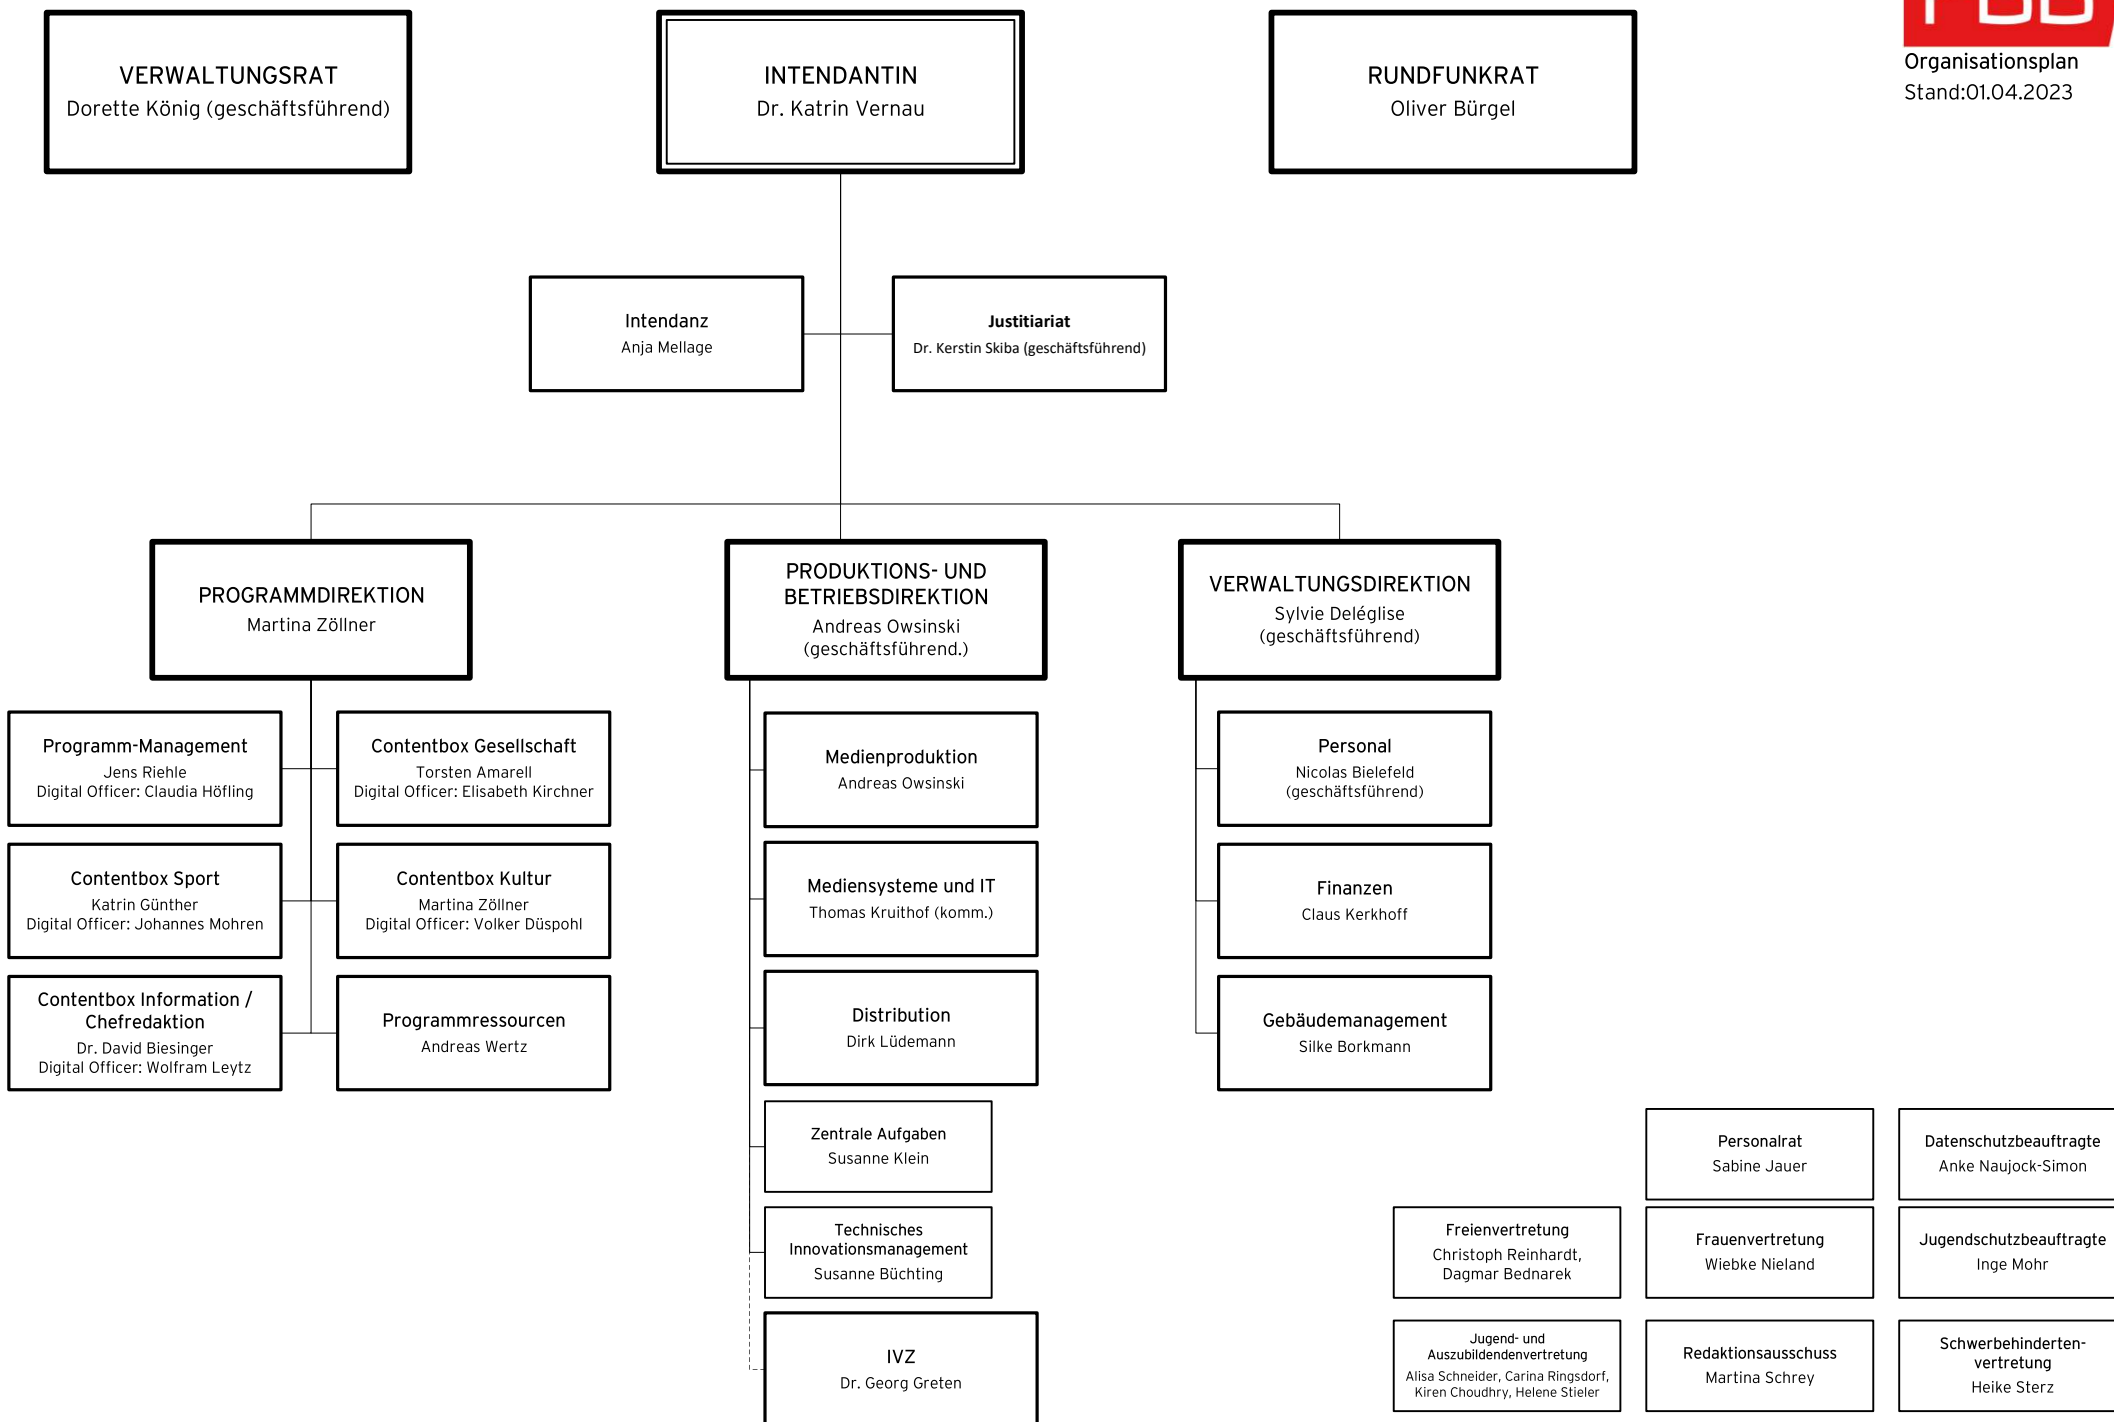 VERWALTUNGSRAT
Dorette König (geschäftsführend)
INTENDANTIN
Dr. Katrin Vernau
RUNDFUNKRAT
Oliver Bürgel
rbb
Organisationsplan
Stand:01.04.2023
Intendanz
Anja Mellage
Justitiariat
Dr. Kerstin Skiba (geschäftsführend)
PROGRAMMDIREKTION
Martina Zöllner
PRODUKTIONS- UND
BETRIEBSDIREKTION
Andreas Owsinski
(geschäftsführend.)
VERWALTUNGSDIREKTION
Sylvie Deléglise
(geschäftsführend)
Programm-Management
Jens Riehle
Digital Officer: Claudia Höfling
Contentbox Gesellschaft
Torsten Amarell
Digital Officer: Elisabeth Kirchner
Contentbox Sport
Katrin Günther
Digital Officer: Johannes Mohren
Contentbox Kultur
Martina Zöllner
Digital Officer: Volker Düspohl
Contentbox Information /
Chefredaktion
Dr. David Biesinger
Digital Officer: Wolfram Leytz
Programmressourcen
Andreas Wertz
Medienproduktion
Andreas Owsinski
Mediensysteme und IT
Thomas Kruithof (komm.)
Distribution
Dirk Lüdemann
Zentrale Aufgaben
Susanne Klein
Technisches
Innovationsmanagement
Susanne Büchting
IVZ
Dr. Georg Greten
Personal
Nicolas Bielefeld
(geschäftsführend)
Finanzen
Claus Kerkhoff
Gebäudemanagement
Silke Borkmann
Personalrat
Sabine Jauer
Datenschutzbeauftragte
Anke Naujock-Simon
Freienvertretung
Christoph Reinhardt,
Dagmar Bednarek
Frauenvertretung
Wiebke Nieland
Jugendschutzbeauftragte
Inge Mohr
Jugend- und
Auszubildendenvertretung
Alisa Schneider, Carina Ringsdorf,
Kiren Choudhry, Helene Stieler
Redaktionsausschuss
Martina Schrey
Schwerbehinderten-
vertretung
Heike Sterz